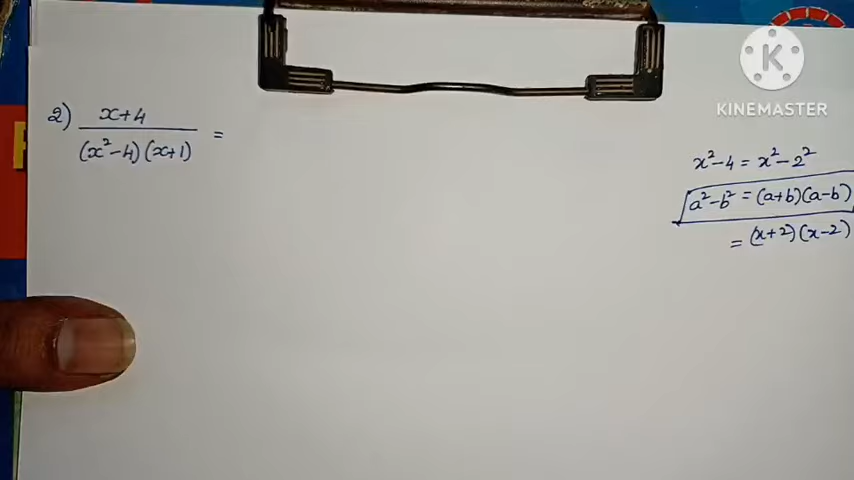 2) x+4
(x²-4)(x+1) =
x²-4 = x²-2²
a²-b² = (a+b)(a-b)
= (x+2)(x-2)
K
KINEMASTER